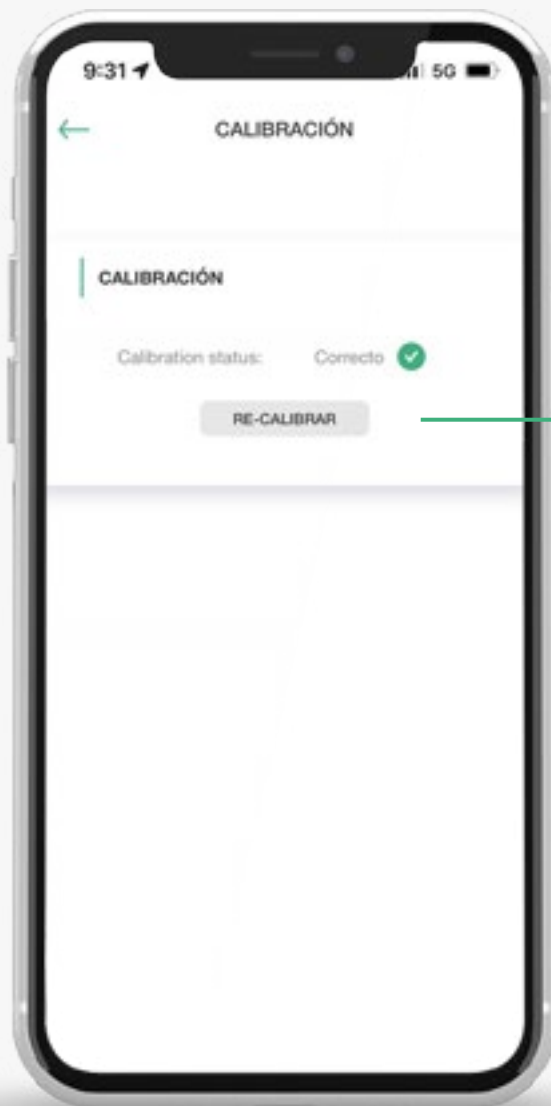 9:31
5G
CALIBRACIÓN
CALIBRACIÓN
Calibration status: Correcto
RE-CALIBRAR